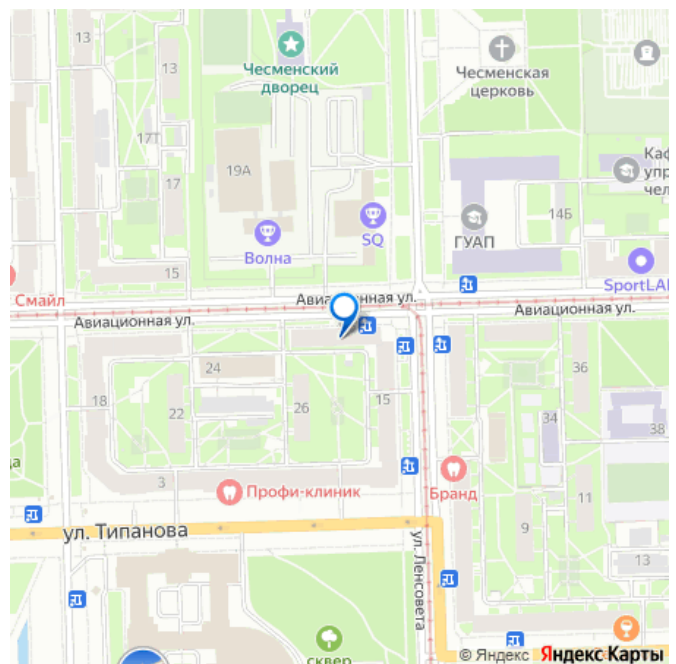 13
Чесменский
дворец
Чесменская
церковь
13
17Т
19А
17
14Б
Каф
упр
чел
Волна
SQ
ГУАП
15
Смайл
SportLA
Авиационная ул.
Авиационная ул.
Авиационная ул.
24
36
18
22
26
15
34
38
да
3
Профи-клиник
Бранд
11
9
ул. Типанова
ул. Ленсовета
13
сквер
© Яндекс Яндекс Карты